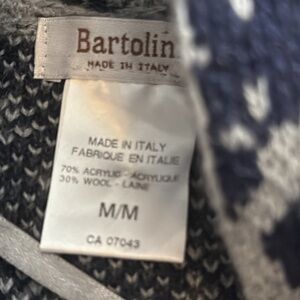 Bartolin
MADE IN ITALY
MADE IN ITALY
FABRIQUE EN ITALIE
70% ACRYLIC - ACRYLIQUE
30% WOOL - LAINE
M/M
CA 07043